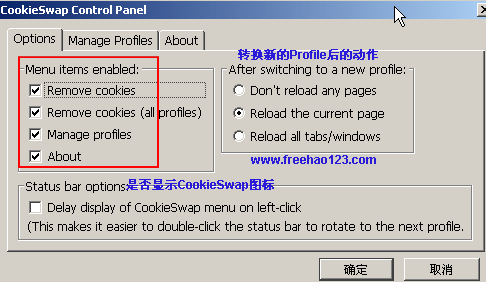 CookieSwap Control Panel
Options
Manage Profiles
About
Menu items enabled:
Remove cookies
Remove cookies (all profiles)
Manage profiles
About
转换新的Profile后的动作
After switching to a new profile:
Don't reload any pages
Reload the current page
Reload all tabs/windows
www.freehao123.com
Status bar options:
是否显示CookieSwap图标
Delay display of CookieSwap menu on left-click
(This makes it easier to double-click the status bar to rotate to the next profile.
确定
取消